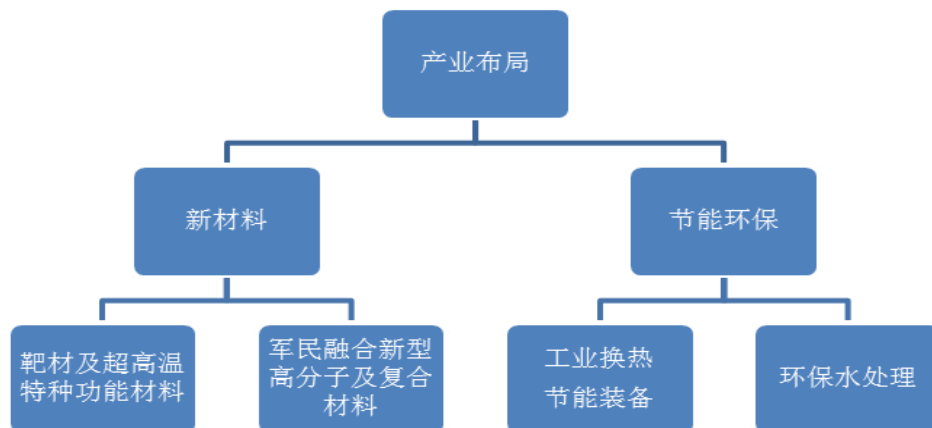 产业布局
新材料
节能环保
靶材及超高温
特种功能材料
军民融合新型
高分子及复合
材料
工业换热
节能装备
环保水处理